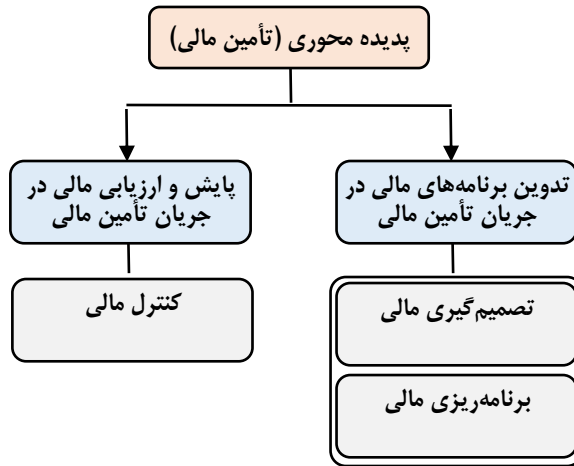 پدیده محوری (تأمین مالی)
تدوین برنامه‌های مالی در
جریان تأمین مالی
پایش و ارزیابی مالی در
جریان تأمین مالی
تصمیم‌گیری مالی
برنامه‌ریزی مالی
کنترل مالی